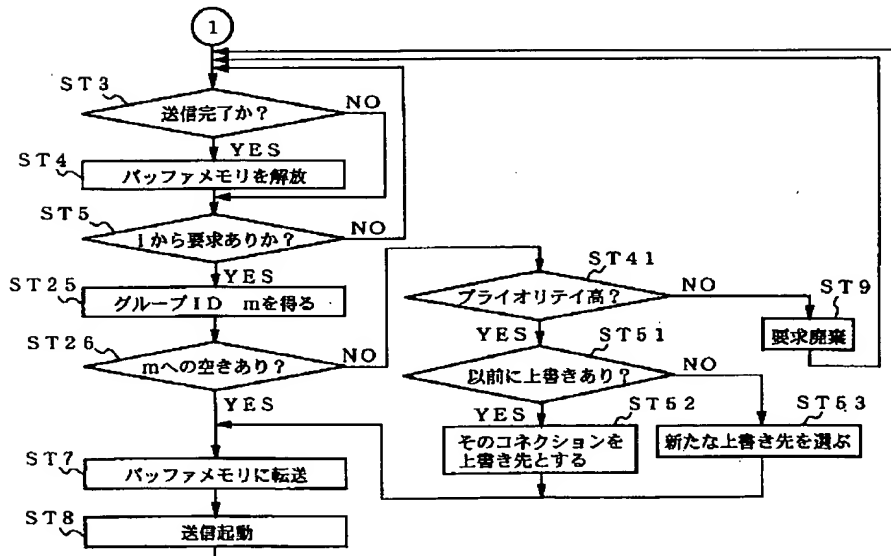 1
ST3
送信完了か?
NO
YES
ST4
バッファメモリを解放
ST5
iから要求ありか?
NO
YES
ST25
グループID mを得る
ST26
mへの空きあり?
NO
YES
ST41
プライオリテイ高?
NO
YES
ST9
要求廃棄
ST51
以前に上書きあり?
NO
YES
ST52
そのコネクションを
上書き先とする
ST53
新たな上書き先を選ぶ
ST7
バッファメモリに転送
ST8
送信起動